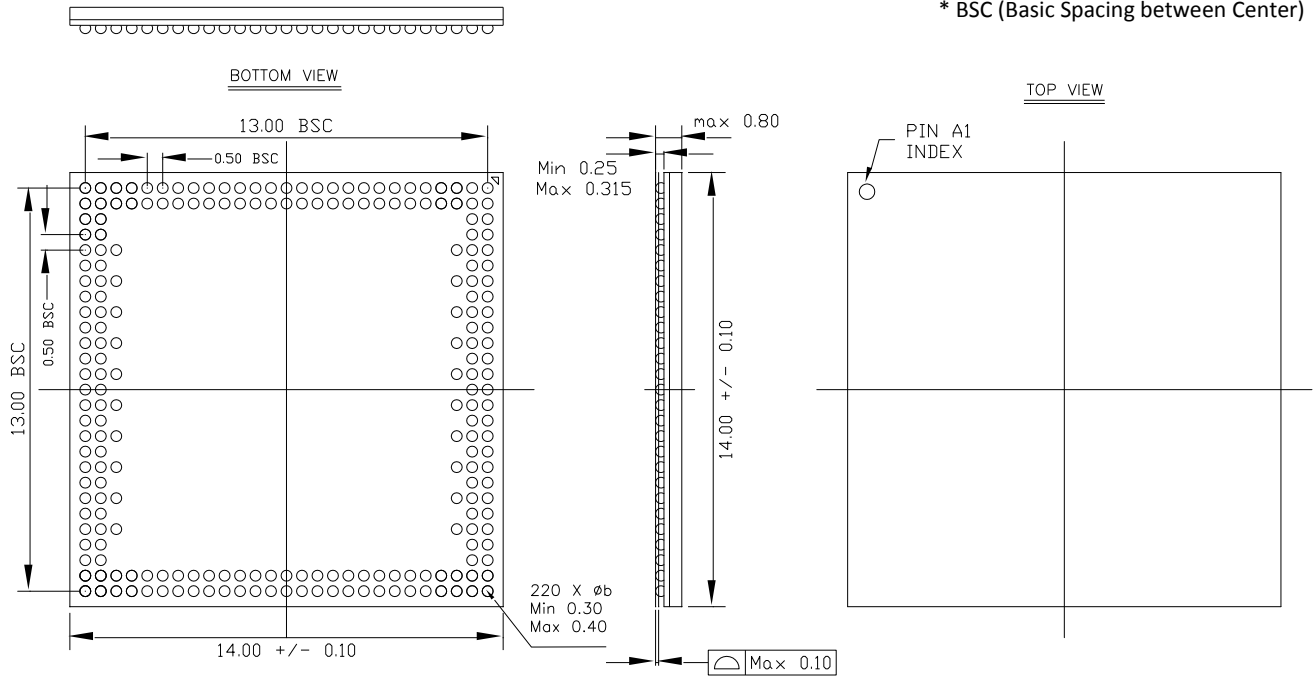 * BSC (Basic Spacing between Center)
BOTTOM VIEW
TOP VIEW
13.00 BSC
0.50 BSC
max 0.80
Min 0.25
Max 0.315
PIN A1
INDEX
0.50 BSC
13.00 BSC
14.00 +/- 0.10
220 X øb
Min 0.30
Max 0.40
14.00 +/- 0.10
Max 0.10